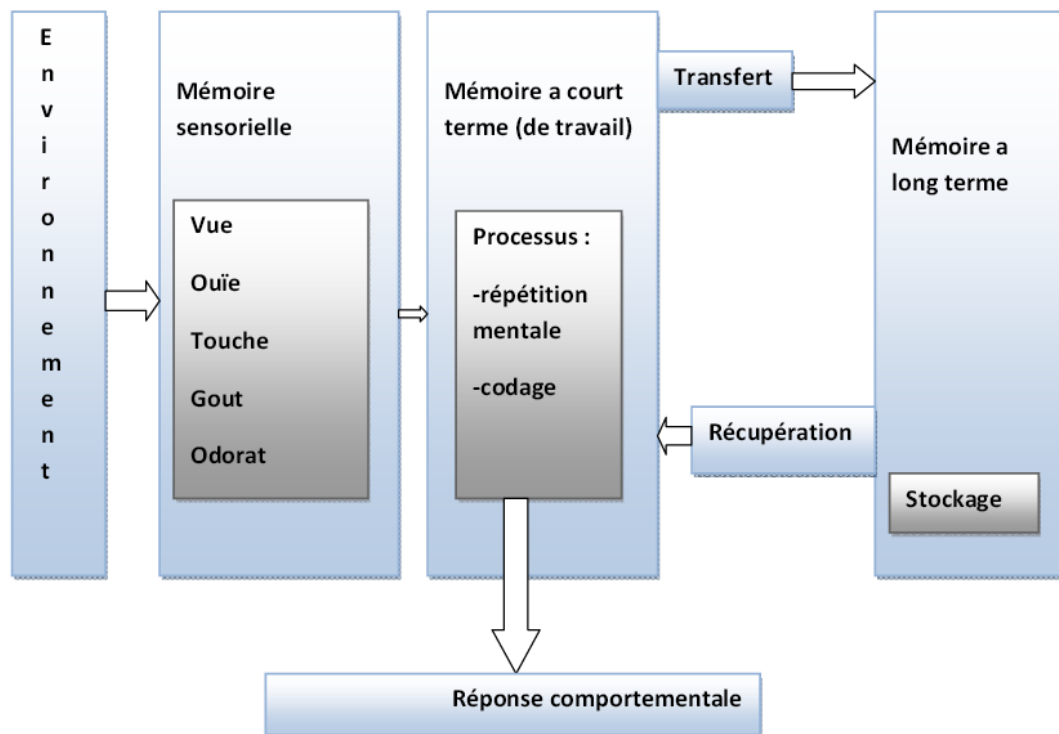 Environnement
Mémoire
sensorielle
Vue
Ouïe
Touche
Gout
Odorat
Mémoire a court
terme (de travail)
Processus :
-répétition
mentale
-codage
Transfert
Récupération
Mémoire a
long terme
Stockage
Réponse comportementale